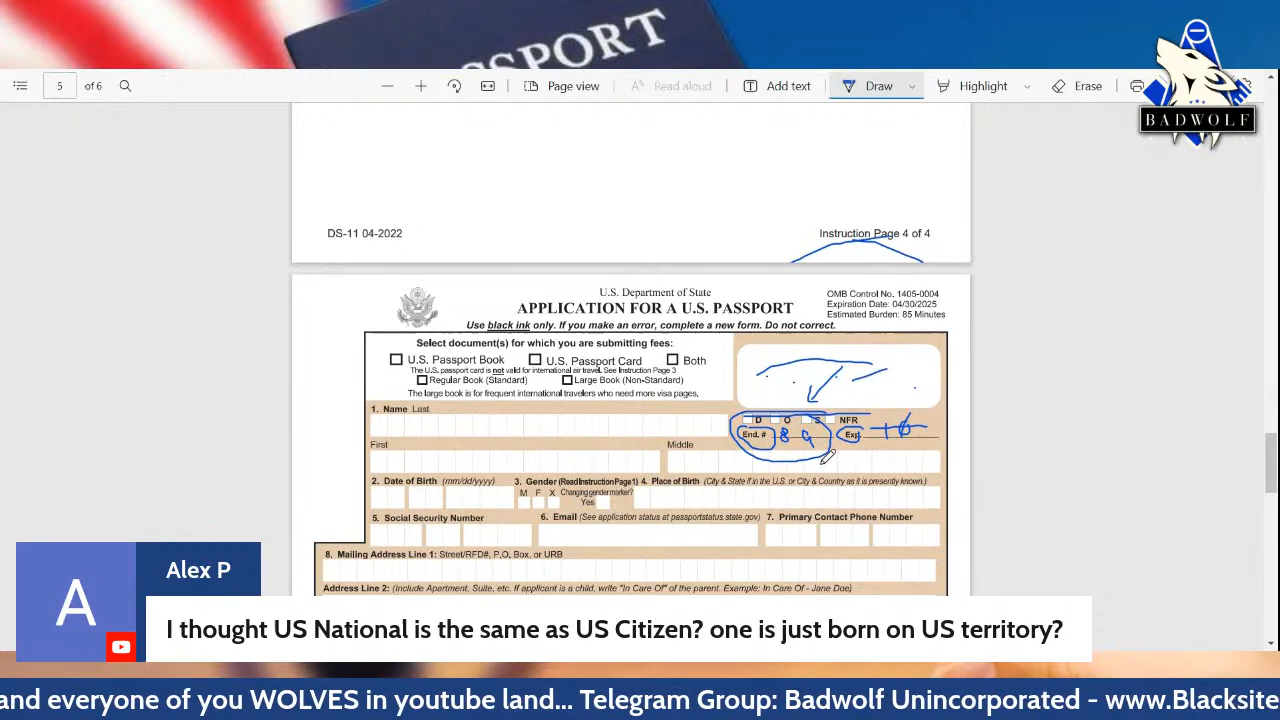 PASSPORT
BADWOLF
5 of 6
Page view
Read aloud
Add text
Draw
Highlight
Erase
DS-11 04-2022
Instruction Page 4 of 4
U.S. Department of State
APPLICATION FOR A U.S. PASSPORT
Use black ink only. If you make an error, complete a new form. Do not correct.
OMB Control No. 1405-0004
Expiration Date: 04/30/2025
Estimated Burden: 85 Minutes
Select document(s) for which you are submitting fees:
U.S. Passport Book U.S. Passport Card Both
The U.S. passport card is not valid for international air travel. See Instruction Page 3
Regular Book (Standard) Large Book (Non-Standard)
The large book is for frequent international travelers who need more visa pages.
1. Name Last
D O S NFR
End. # 89 Exp.
First Middle
2. Date of Birth (mm/dd/yyyy) 3. Gender (Read Instruction Page 1) 4. Place of Birth (City & State if in the U.S. or City & Country as it is presently known.)
M F X Changing gender marker?
Yes
5. Social Security Number 6. Email (See application status at passportstatus.state.gov) 7. Primary Contact Phone Number
8. Mailing Address Line 1: Street/RFD#, P.O. Box, or URB
Address Line 2: (Include Apartment, Suite, etc. If applicant is a child, write "In Care Of" of the parent. Example: In Care Of - Jane Doe)
A
Alex P
I thought US National is the same as US Citizen? one is just born on US territory?
and everyone of you WOLVES in youtube land... Telegram Group: Badwolf Unincorporated - www.Blacksite